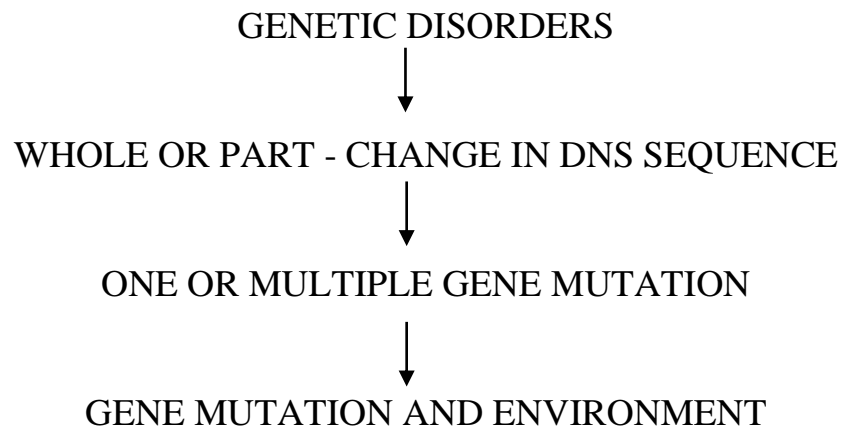 GENETIC DISORDERS
WHOLE OR PART - CHANGE IN DNS SEQUENCE
ONE OR MULTIPLE GENE MUTATION
GENE MUTATION AND ENVIRONMENT